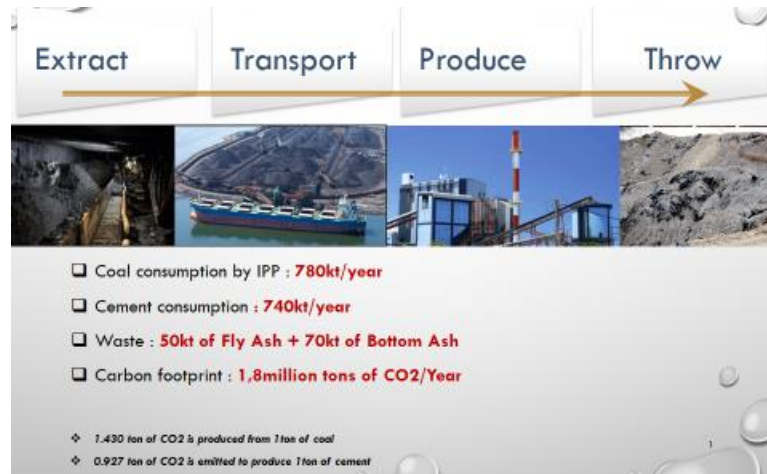 Extract Transport Produce Throw
Coal consumption by IPP : 780kt/year
Cement consumption : 740kt/year
Waste : 50kt of Fly Ash + 70kt of Bottom Ash
Carbon footprint : 1,8million tons of CO2/Year
1.430 ton of CO2 is produced from 1ton of coal
0.927 ton of CO2 is emitted to produce 1ton of cement
1